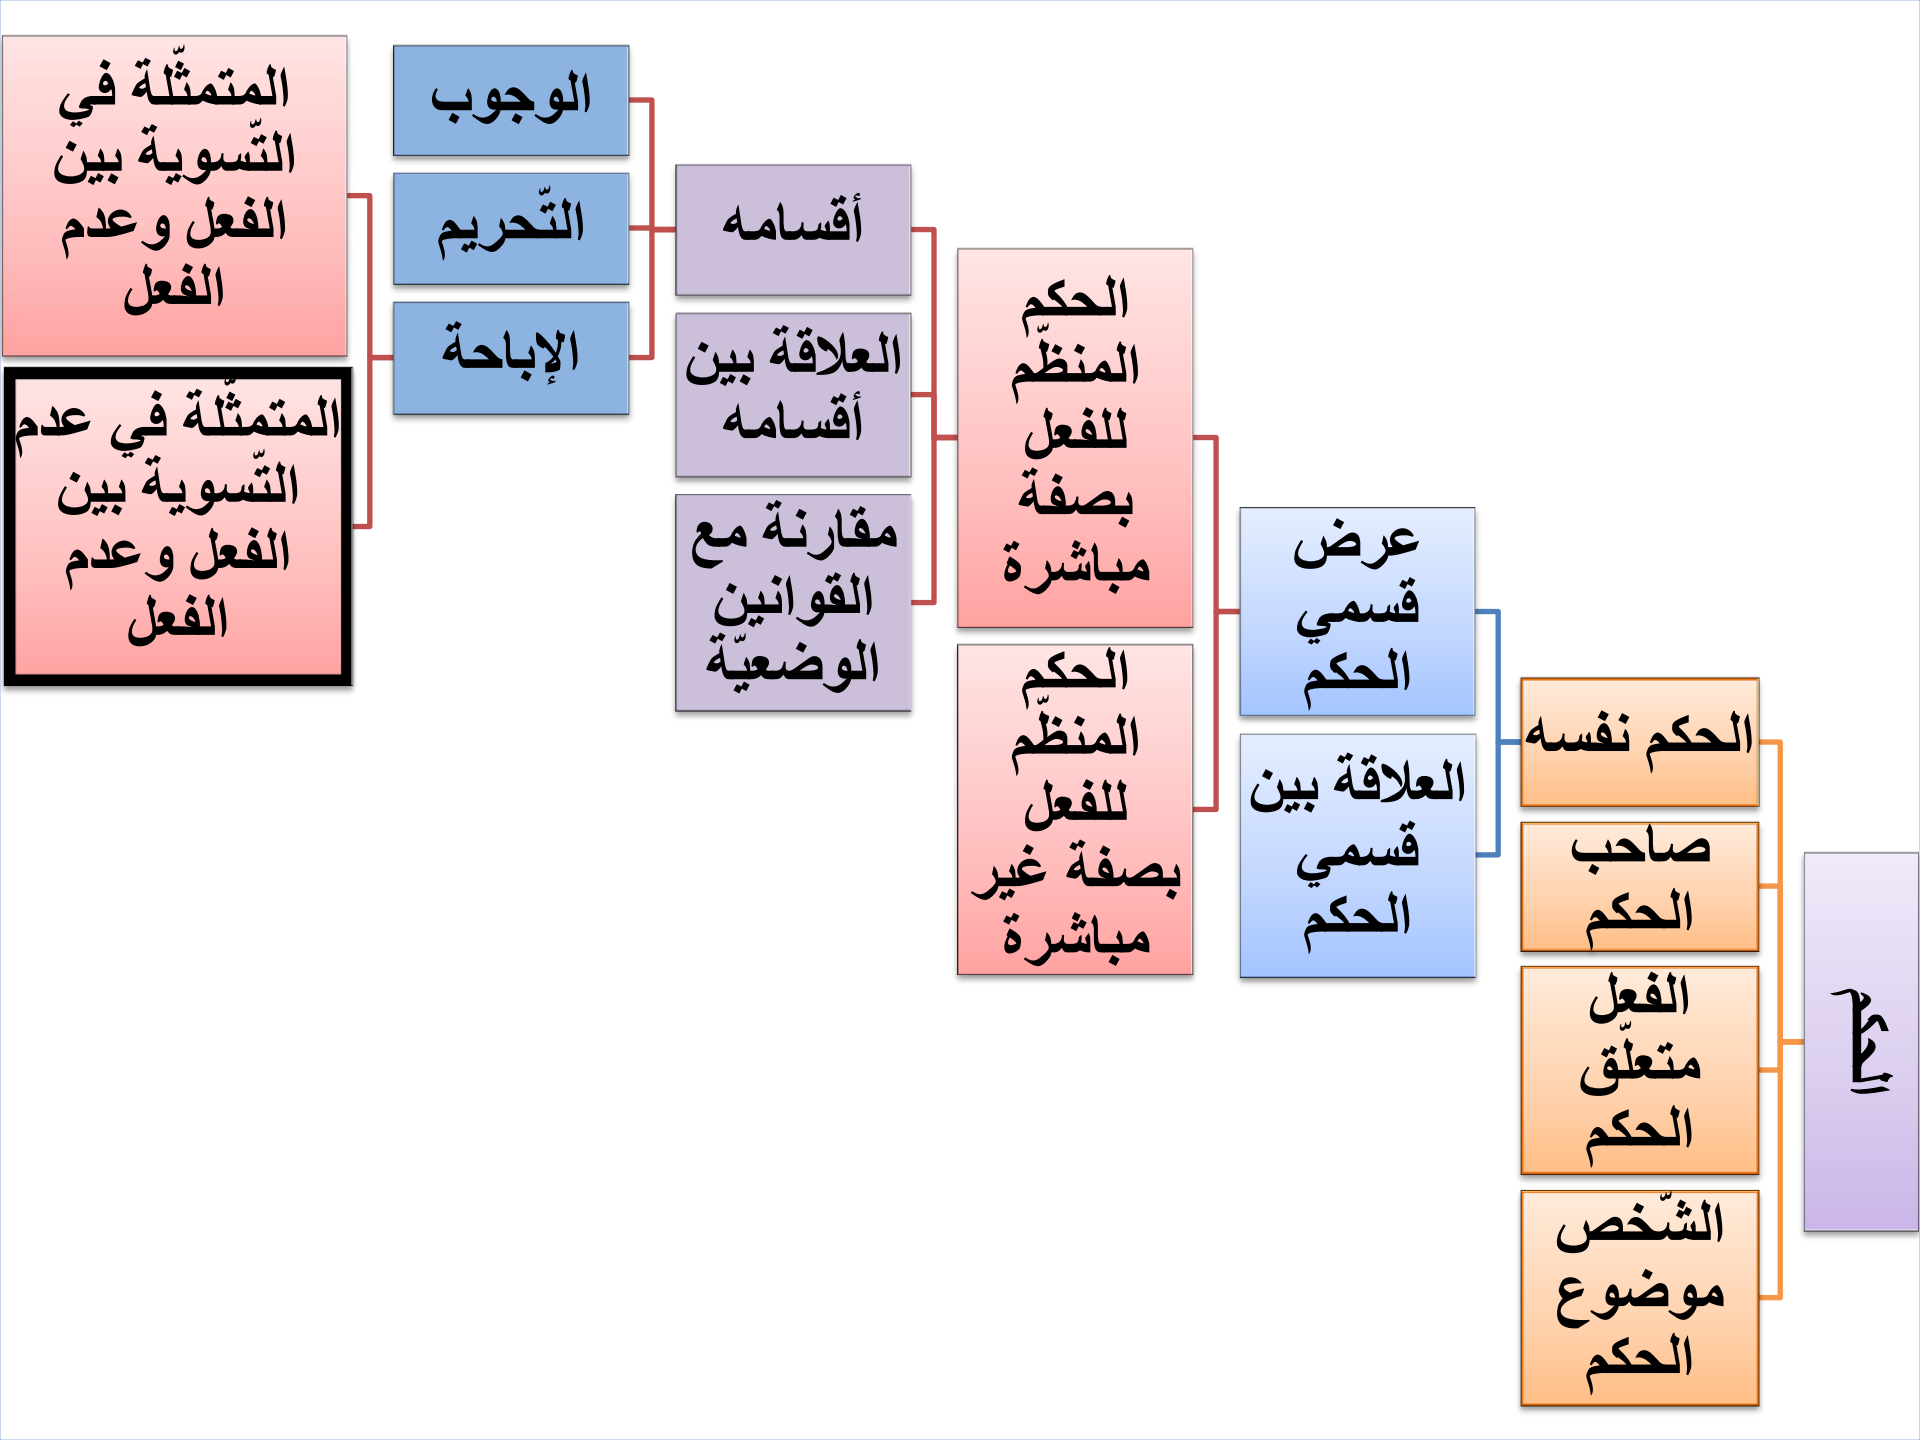 الحكم
الحكم نفسه
صاحب
الحكم
الفعل
متعلّق
الحكم
الشّخص
موضوع
الحكم
عرض
قسمي
الحكم
العلاقة بين
قسمي
الحكم
الحكم
المنظّم
للفعل
بصفة
مباشرة
الحكم
المنظّم
للفعل
بصفة غير
مباشرة
أقسامه
العلاقة بين
أقسامه
مقارنة مع
القوانين
الوضعيّة
الوجوب
التّحريم
الإباحة
المتمثّلة في
التّسوية بين
الفعل وعدم
الفعل
المتمثّلة في عدم
التّسوية بين
الفعل وعدم
الفعل